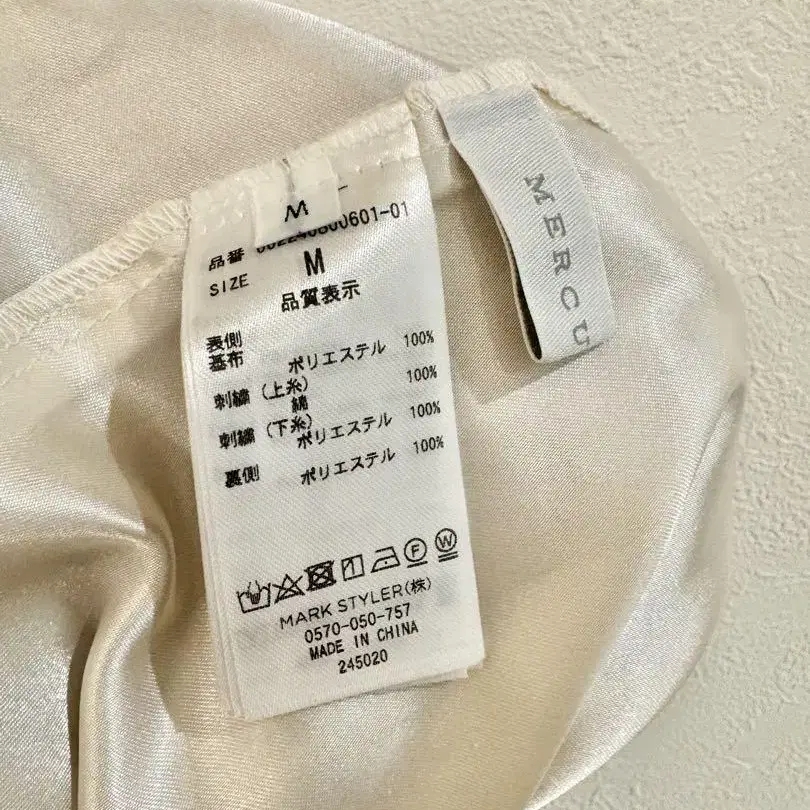 MERCU
M
品番 002240800601-01
SIZE M
品質表示
表側
基布 ポリエステル 100%
刺繍(上糸) 100%
綿
刺繍(下糸) 100%
ポリエステル
裏側 ポリエステル 100%
F W
MARK STYLER(株)
0570-050-757
MADE IN CHINA
245020